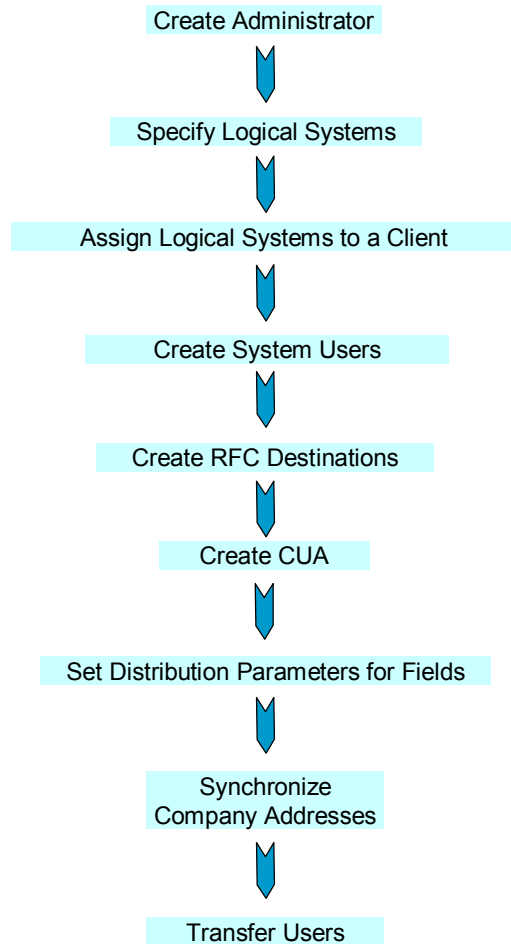 Create Administrator
Specify Logical Systems
Assign Logical Systems to a Client
Create System Users
Create RFC Destinations
Create CUA
Set Distribution Parameters for Fields
Synchronize
Company Addresses
Transfer Users